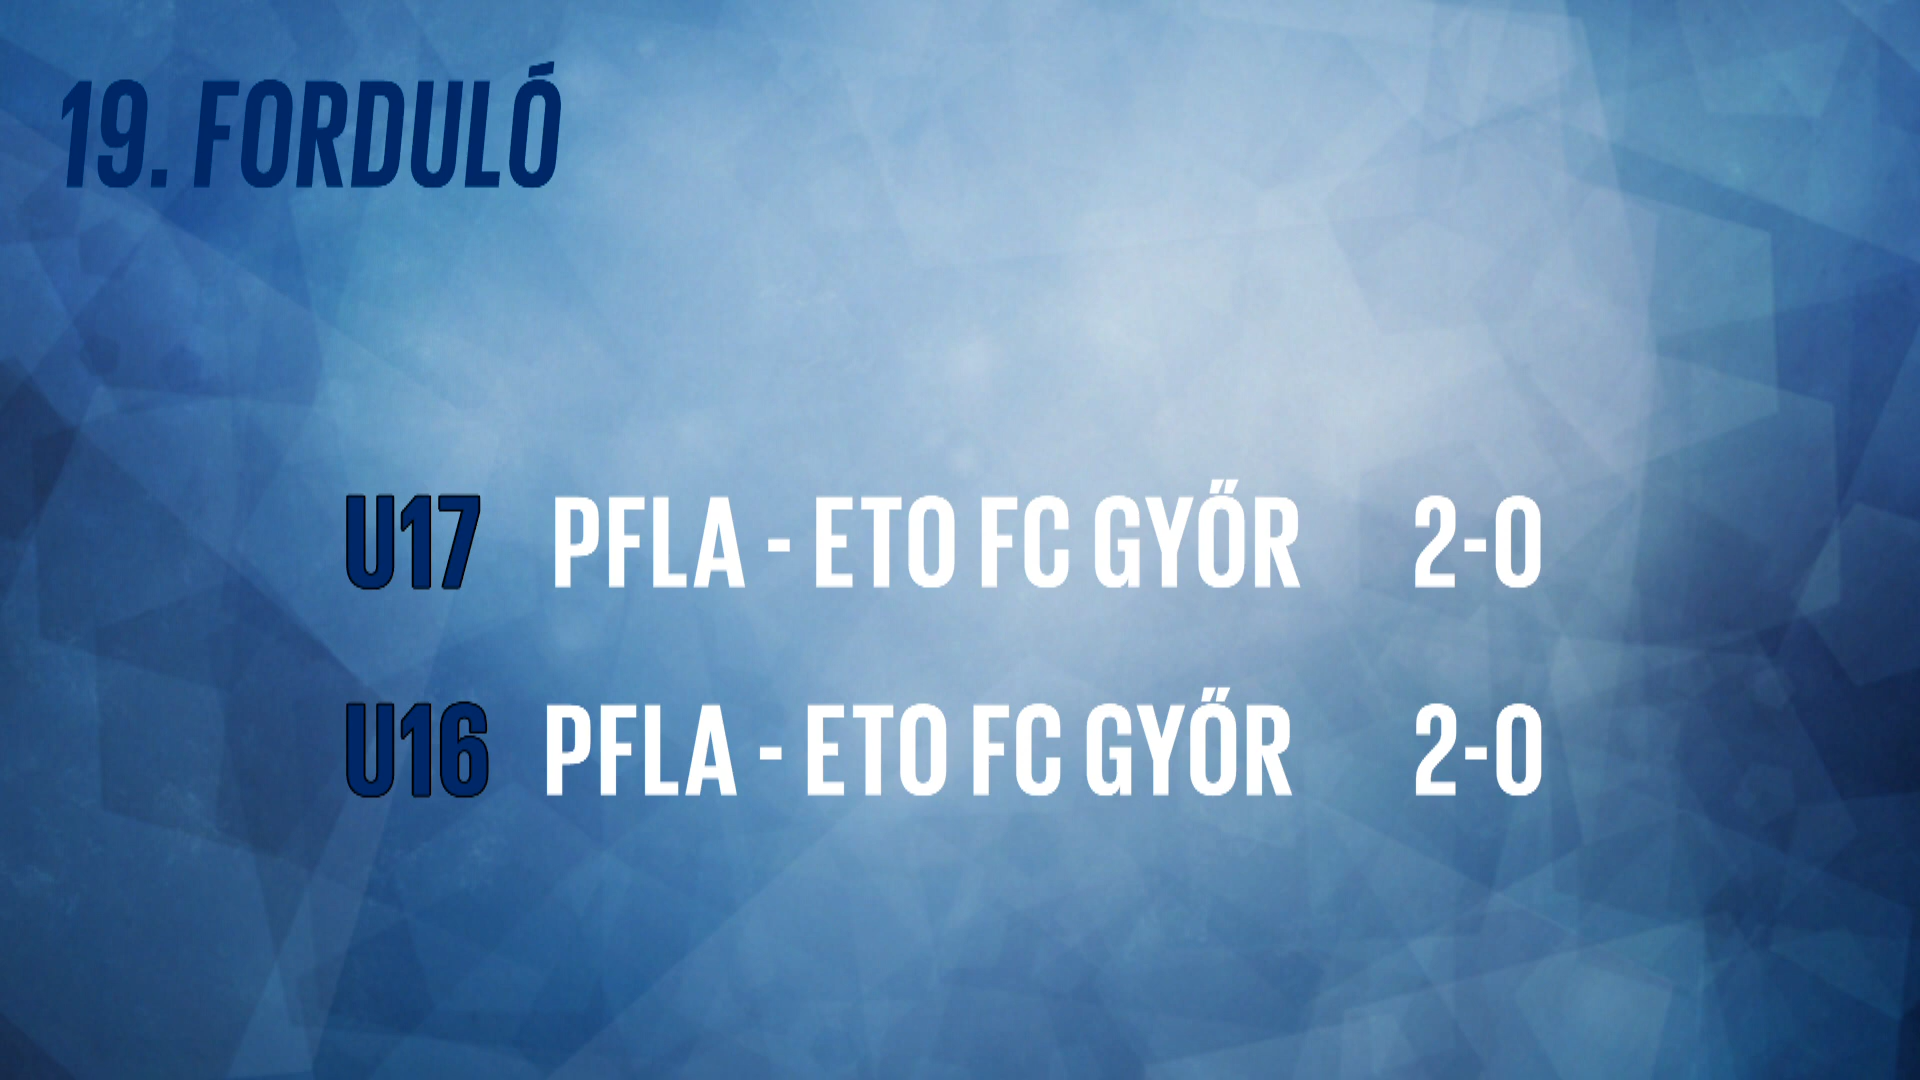 19. FORDULÓ
U17 PFLA - ETO FC GYŐR 2-0
U16 PFLA - ETO FC GYŐR 2-0